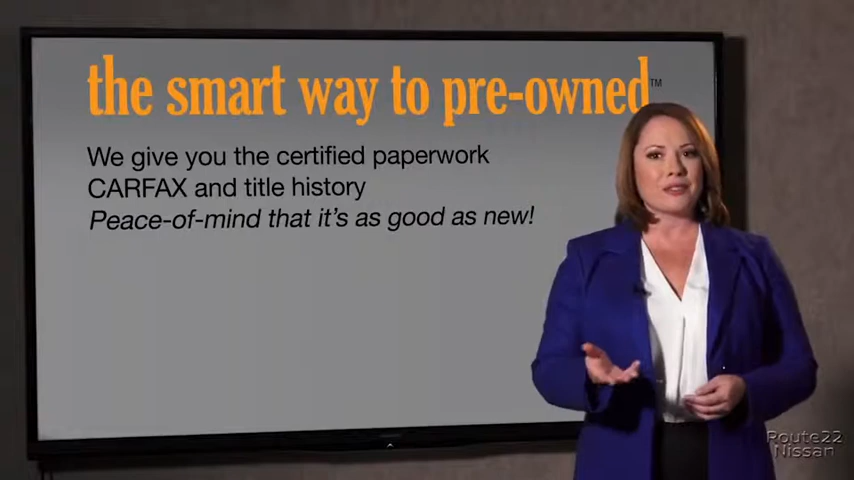 the smart way to pre-owned™
We give you the certified paperwork
CARFAX and title history
Peace-of-mind that it's as good as new!
Route22
Nissan